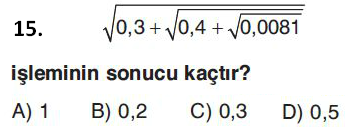 15. √(0,3 + √(0,4 + √0,0081))
işleminin sonucu kaçtır?
A) 1 B) 0,2 C) 0,3 D) 0,5